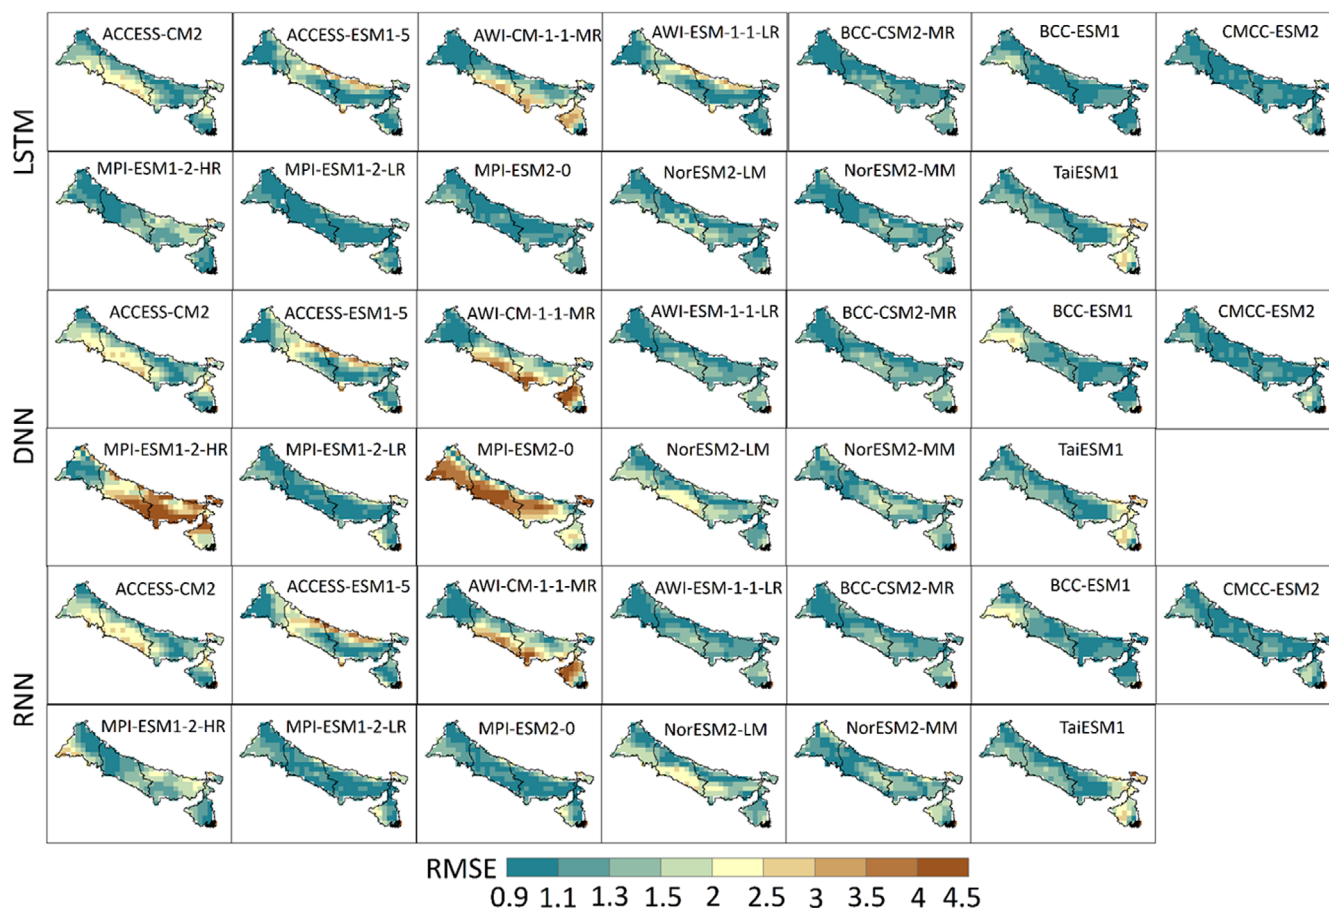 LSTM
ACCESS-CM2 ACCESS-ESM1-5 AWI-CM-1-1-MR AWI-ESM-1-1-LR BCC-CSM2-MR BCC-ESM1 CMCC-ESM2
MPI-ESM1-2-HR MPI-ESM1-2-LR MPI-ESM2-0 NorESM2-LM NorESM2-MM TaiESM1
DNN
ACCESS-CM2 ACCESS-ESM1-5 AWI-CM-1-1-MR AWI-ESM-1-1-LR BCC-CSM2-MR BCC-ESM1 CMCC-ESM2
MPI-ESM1-2-HR MPI-ESM1-2-LR MPI-ESM2-0 NorESM2-LM NorESM2-MM TaiESM1
RNN
ACCESS-CM2 ACCESS-ESM1-5 AWI-CM-1-1-MR AWI-ESM-1-1-LR BCC-CSM2-MR BCC-ESM1 CMCC-ESM2
MPI-ESM1-2-HR MPI-ESM1-2-LR MPI-ESM2-0 NorESM2-LM NorESM2-MM TaiESM1
RMSE
0.9 1.1 1.3 1.5 2 2.5 3 3.5 4 4.5